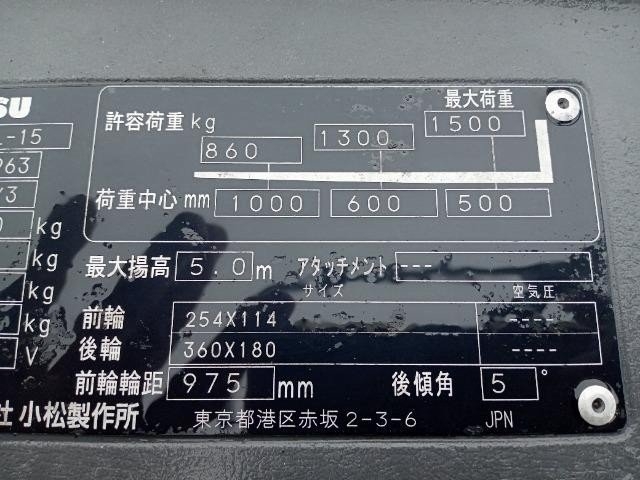 SU
L-15
963
Y3
0 kg
kg
kg
kg
V
最大荷重
許容荷重 kg 860 1300 1500
荷重中心 mm 1000 600 500
最大揚高 5.0 m アタッチメント ---
サイズ 空気圧
前輪 254X114 ----
後輪 360X180 ----
前輪輪距 975 mm 後傾角 5°
社 小松製作所 東京都港区赤坂 2-3-6 JPN